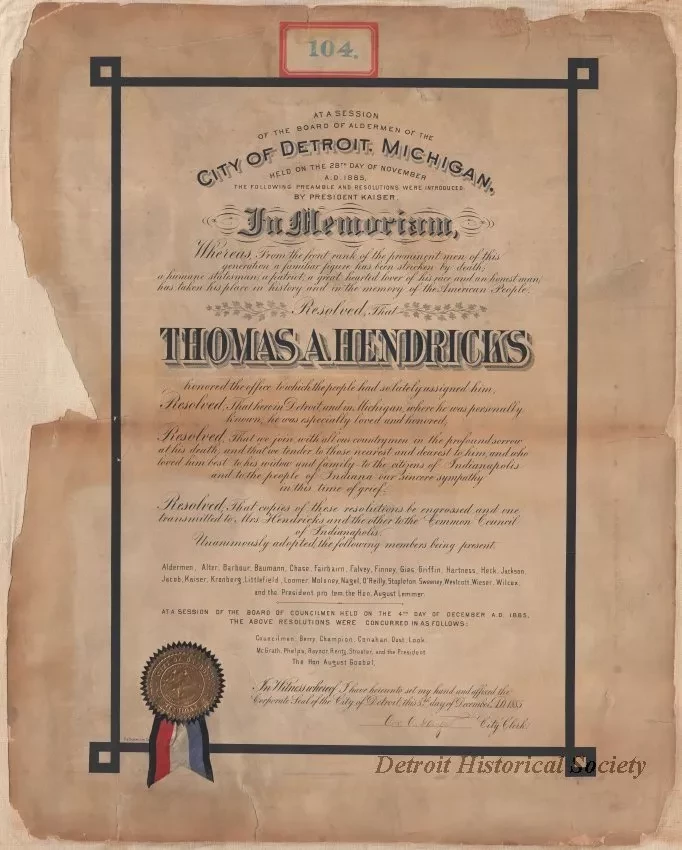 104.
AT A SESSION
OF THE BOARD OF ALDERMEN OF THE
CITY OF DETROIT, MICHIGAN,
HELD ON THE 28TH DAY OF NOVEMBER
A.D. 1885,
THE FOLLOWING PREAMBLE AND RESOLUTIONS WERE INTRODUCED
BY PRESIDENT KAISER.
In Memoriam,
Whereas, From the front rank of the prominent men of this
generation a familiar figure has been stricken by death;
a humane statesman, a patriot, a great hearted lover of his race and an honest man,
has taken his place in history and in the memory of the American People.
Resolved, That
THOMAS A. HENDRICKS
honored the office to which the people had so lately assigned him.
Resolved, That here in Detroit and in Michigan, where he was personally
known, he was especially loved and honored,
Resolved, That we join with all our countrymen in the profound sorrow
at his death, and that we tender to those nearest and dearest to him, and who
loved him best to his widow and family to the citizens of Indianapolis
and to the people of Indiana our sincere sympathy
in this time of grief.
Resolved, That copies of these resolutions be engrossed and one
transmitted to Mrs Hendricks and the other to the Common Council
of Indianapolis.
Unanimously adopted, the following members being present.
Aldermen, Alter, Barbour, Baumann, Chase, Fairbairn, Falvey, Finney, Gies, Griffin, Hartness, Heck, Jackson,
Jacob, Kaiser, Kronberg, Littlefield, Loomer, Moloney, Nagel, O'Reilly, Stapleton, Sweeney, Westcott, Wieser, Wilcox,
and the President pro tem. the Hon. August Lemmer.
AT A SESSION OF THE BOARD OF COUNCILMEN HELD ON THE 4TH DAY OF DECEMBER A.D. 1885,
THE ABOVE RESOLUTIONS WERE CONCURRED IN AS FOLLOWS:
Councilmen, Berry, Champion, Conahan, Dust, Look,
McGrath, Phelps, Raynor, Rentz, Streeter, and the President
The Hon August Goebel.
In Witness whereof I have hereunto set my hand and affixed the
Corporate Seal of the City of Detroit, this 5th day of December, A.D. 1885
City Clerk.
Detroit Historical Society